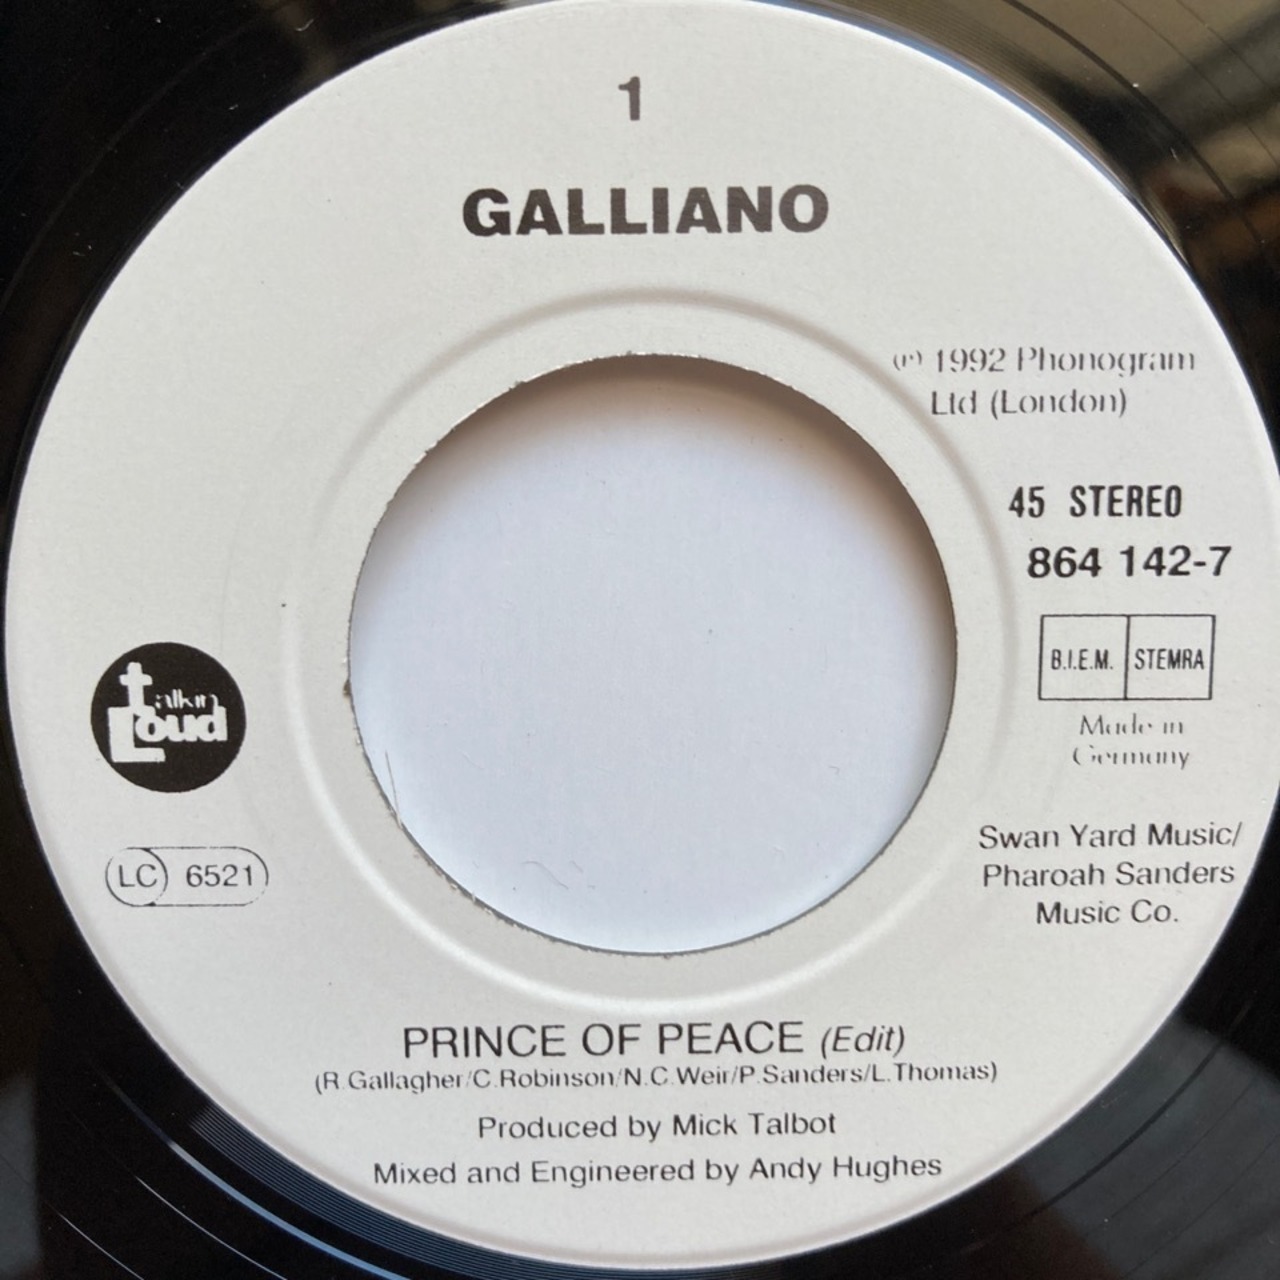 1
GALLIANO
(P) 1992 Phonogram
Ltd (London)
45 STEREO
864 142-7
B.I.E.M. STEMRA
Made in
Germany
talkin
Loud
LC 6521
Swan Yard Music/
Pharoah Sanders
Music Co.
PRINCE OF PEACE (Edit)
(R.Gallagher/C.Robinson/N.C.Weir/P.Sanders/L.Thomas)
Produced by Mick Talbot
Mixed and Engineered by Andy Hughes